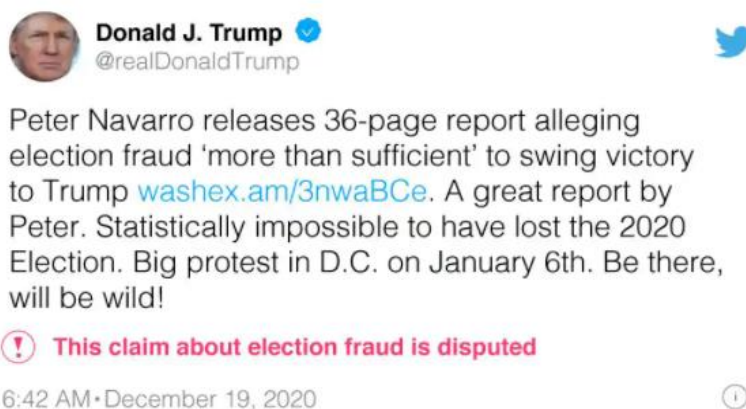 Donald J. Trump
@realDonaldTrump
Peter Navarro releases 36-page report alleging
election fraud ‘more than sufficient’ to swing victory
to Trump washex.am/3nwaBCe. A great report by
Peter. Statistically impossible to have lost the 2020
Election. Big protest in D.C. on January 6th. Be there,
will be wild!
This claim about election fraud is disputed
6:42 AM•December 19, 2020